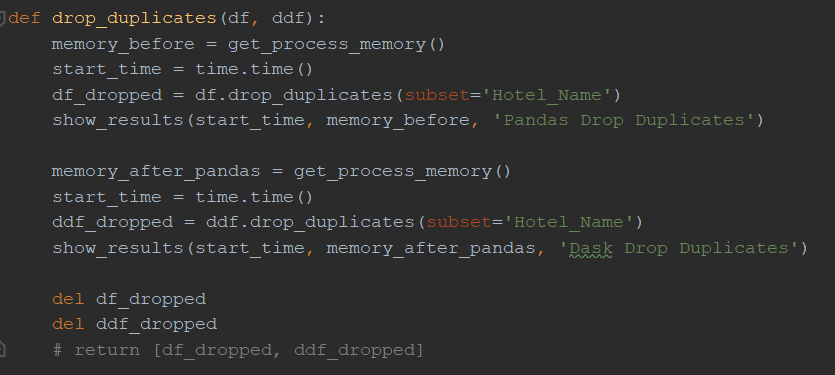 def drop_duplicates(df, ddf):
    memory_before = get_process_memory()
    start_time = time.time()
    df_dropped = df.drop_duplicates(subset='Hotel_Name')
    show_results(start_time, memory_before, 'Pandas Drop Duplicates')

    memory_after_pandas = get_process_memory()
    start_time = time.time()
    ddf_dropped = ddf.drop_duplicates(subset='Hotel_Name')
    show_results(start_time, memory_after_pandas, 'Dask Drop Duplicates')

    del df_dropped
    del ddf_dropped
    # return [df_dropped, ddf_dropped]